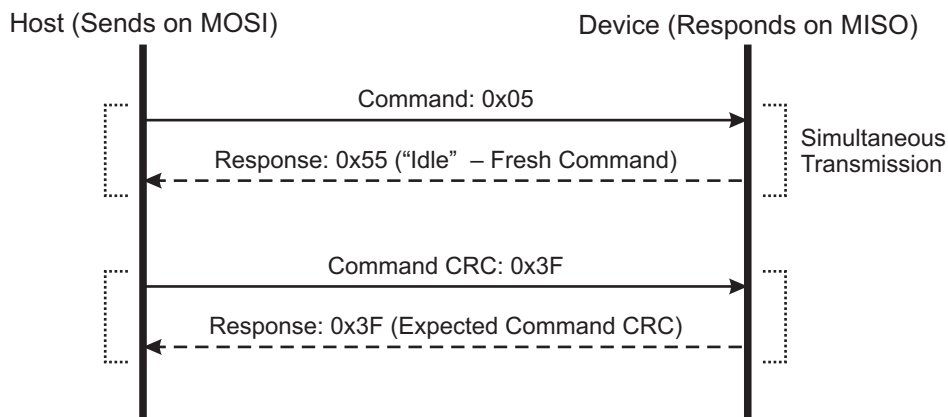 Host (Sends on MOSI)
Device (Responds on MISO)
Command: 0x05
Response: 0x55 (“Idle” – Fresh Command)
Simultaneous
Transmission
Command CRC: 0x3F
Response: 0x3F (Expected Command CRC)